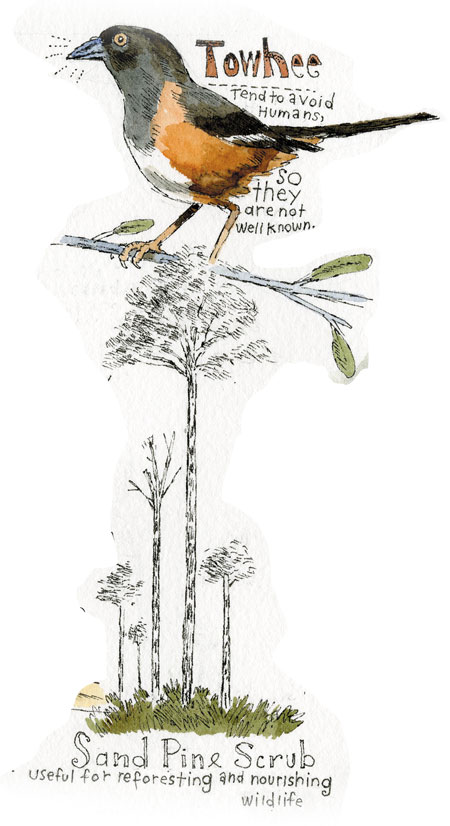 Towhee
Tend to avoid
Humans,
so
they
are not
well known.
Sand Pine Scrub
useful for reforesting and nourishing
wildlife